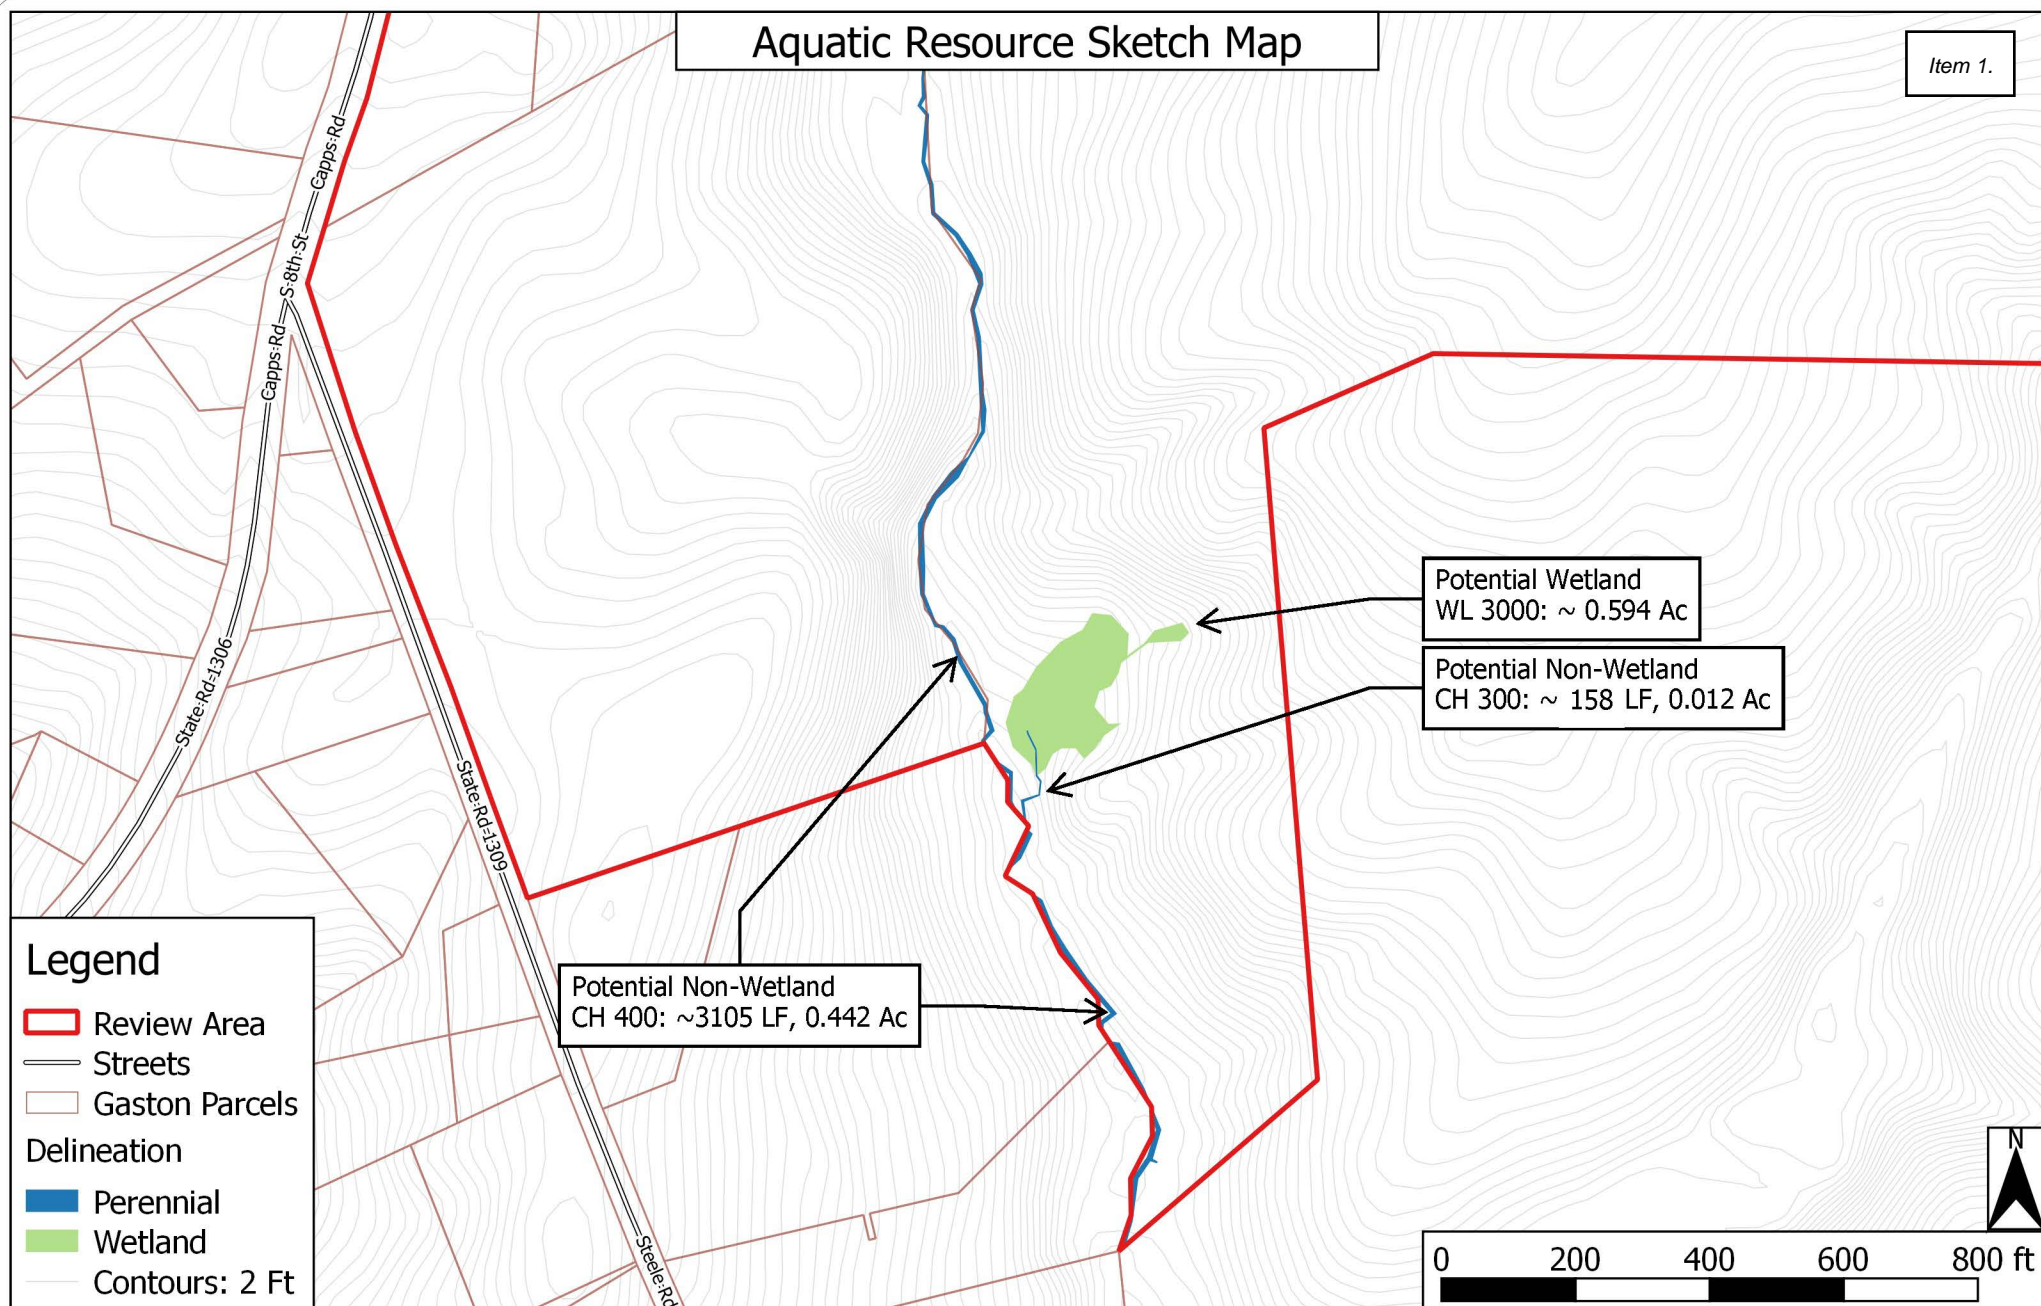 Aquatic Resource Sketch Map
Item 1.
Capps Rd
S 8th St
Capps Rd
State Rd 1306
State Rd 1309
Steele Rd
Potential Wetland
WL 3000: ~ 0.594 Ac
Potential Non-Wetland
CH 300: ~ 158 LF, 0.012 Ac
Potential Non-Wetland
CH 400: ~3105 LF, 0.442 Ac
Legend
Review Area
Streets
Gaston Parcels
Delineation
Perennial
Wetland
Contours: 2 Ft
N
0 200 400 600 800 ft